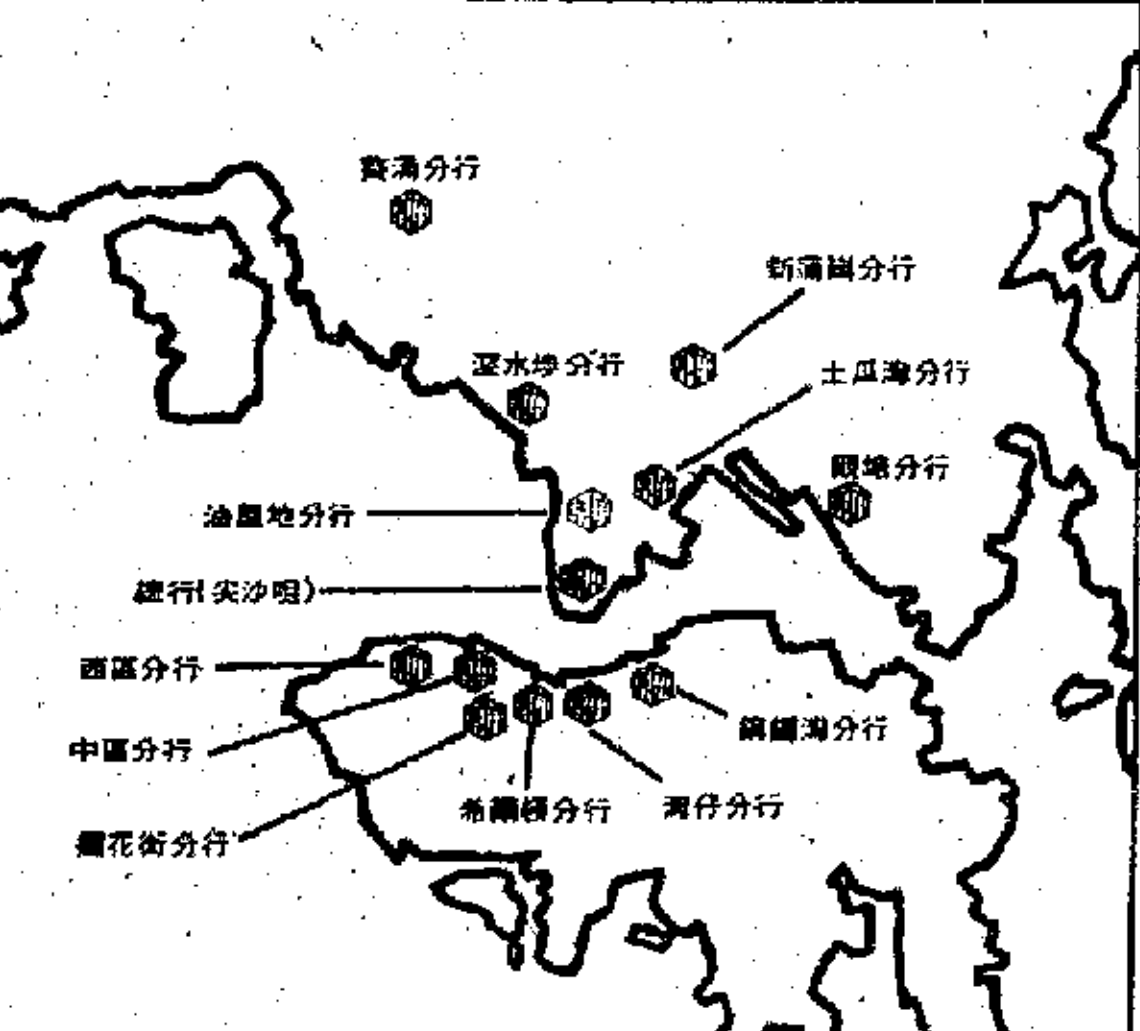 葵涌分行
新蒲崗分行
深水埗分行
土瓜灣分行
觀塘分行
油麻地分行
總行(尖沙咀)
西區分行
銅鑼灣分行
中區分行
希爾頓分行
灣仔分行
蘭花街分行